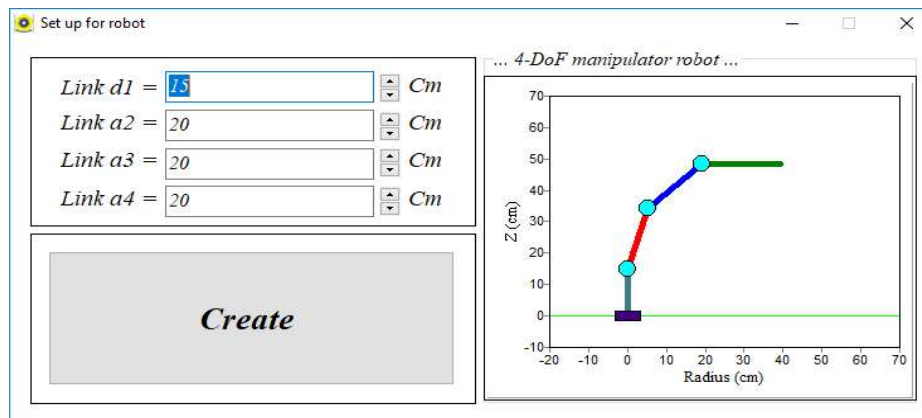 Set up for robot
Link d1 = 15 Cm
Link a2 = 20 Cm
Link a3 = 20 Cm
Link a4 = 20 Cm
Create
... 4-DoF manipulator robot ...
70
60
50
40
30
20
10
0
-10
Z (cm)
-20 -10 0 10 20 30 40 50 60 70
Radius (cm)